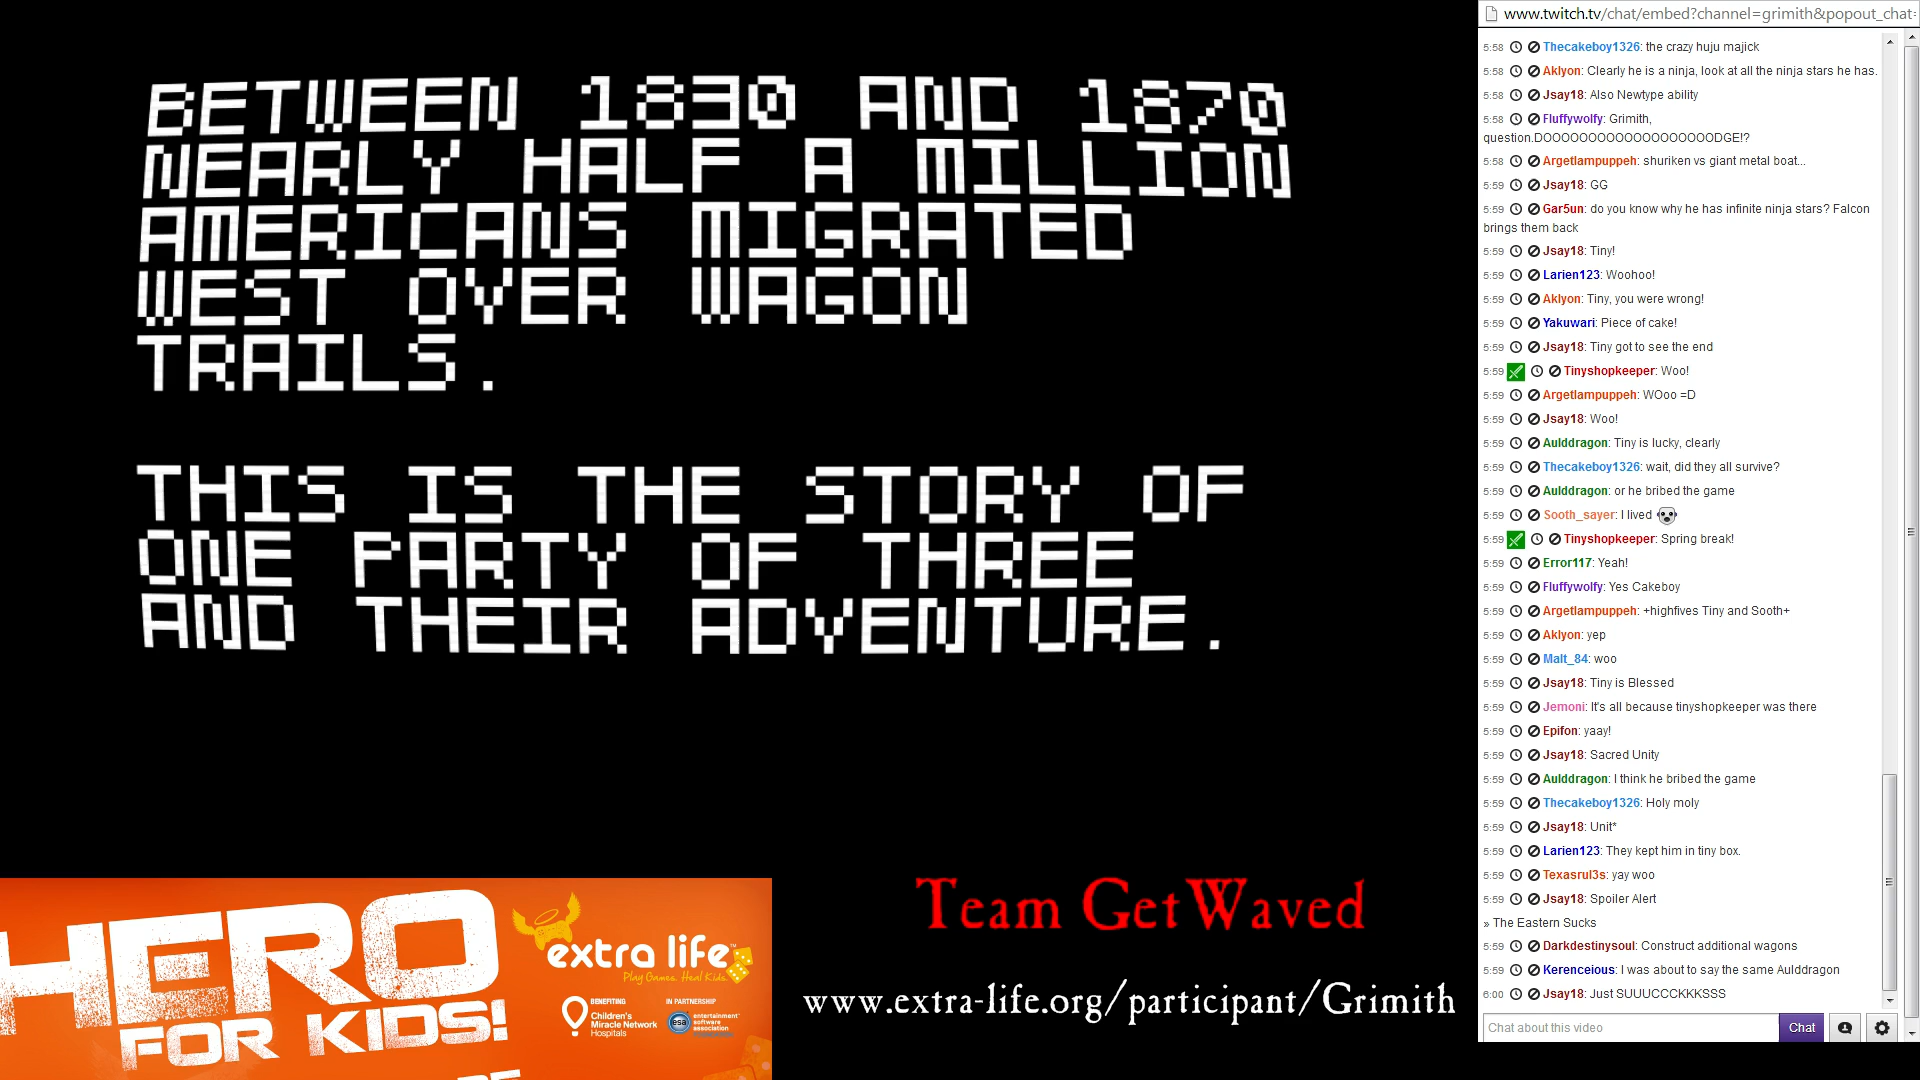 BETWEEN 1830 AND 1870
NEARLY HALF A MILLION
AMERICANS MIGRATED
WEST OVER WAGON
TRAILS.
THIS IS THE STORY OF
ONE PARTY OF THREE
AND THEIR ADVENTURE.
HERO
FOR KIDS!
extra life™
Play Games. Heal Kids.
BENEFITING
Children's
Miracle Network
Hospitals
IN PARTNERSHIP
esa entertainment
software
association
Team GetWaved
www.extra-life.org/participant/Grimith
www.twitch.tv/chat/embed?channel=grimith&popout_chat=
5:58 Thecakeboy1326: the crazy huju majick
5:58 Aklyon: Clearly he is a ninja, look at all the ninja stars he has.
5:58 Jsay18: Also Newtype ability
5:58 Fluffywolfy: Grimith,
question.DOOOOOOOOOOOOOOOOOOODGE!?
5:58 Argetlampuppeh: shuriken vs giant metal boat...
5:59 Jsay18: GG
5:59 Gar5un: do you know why he has infinite ninja stars? Falcon
brings them back
5:59 Jsay18: Tiny!
5:59 Larien123: Woohoo!
5:59 Aklyon: Tiny, you were wrong!
5:59 Yakuwari: Piece of cake!
5:59 Jsay18: Tiny got to see the end
5:59 Tinyshopkeeper: Woo!
5:59 Argetlampuppeh: WOoo =D
5:59 Jsay18: Woo!
5:59 Aulddragon: Tiny is lucky, clearly
5:59 Thecakeboy1326: wait, did they all survive?
5:59 Aulddragon: or he bribed the game
5:59 Sooth_sayer: I lived
5:59 Tinyshopkeeper: Spring break!
5:59 Error117: Yeah!
5:59 Fluffywolfy: Yes Cakeboy
5:59 Argetlampuppeh: +highfives Tiny and Sooth+
5:59 Aklyon: yep
5:59 Malt_84: woo
5:59 Jsay18: Tiny is Blessed
5:59 Jemoni: It's all because tinyshopkeeper was there
5:59 Epifon: yaay!
5:59 Jsay18: Sacred Unity
5:59 Aulddragon: I think he bribed the game
5:59 Thecakeboy1326: Holy moly
5:59 Jsay18: Unit*
5:59 Larien123: They kept him in tiny box.
5:59 Texasrul3s: yay woo
5:59 Jsay18: Spoiler Alert
» The Eastern Sucks
5:59 Darkdestinysoul: Construct additional wagons
5:59 Kerenceious: I was about to say the same Aulddragon
6:00 Jsay18: Just SUUUCCCKKKSSS
Chat about this video
Chat